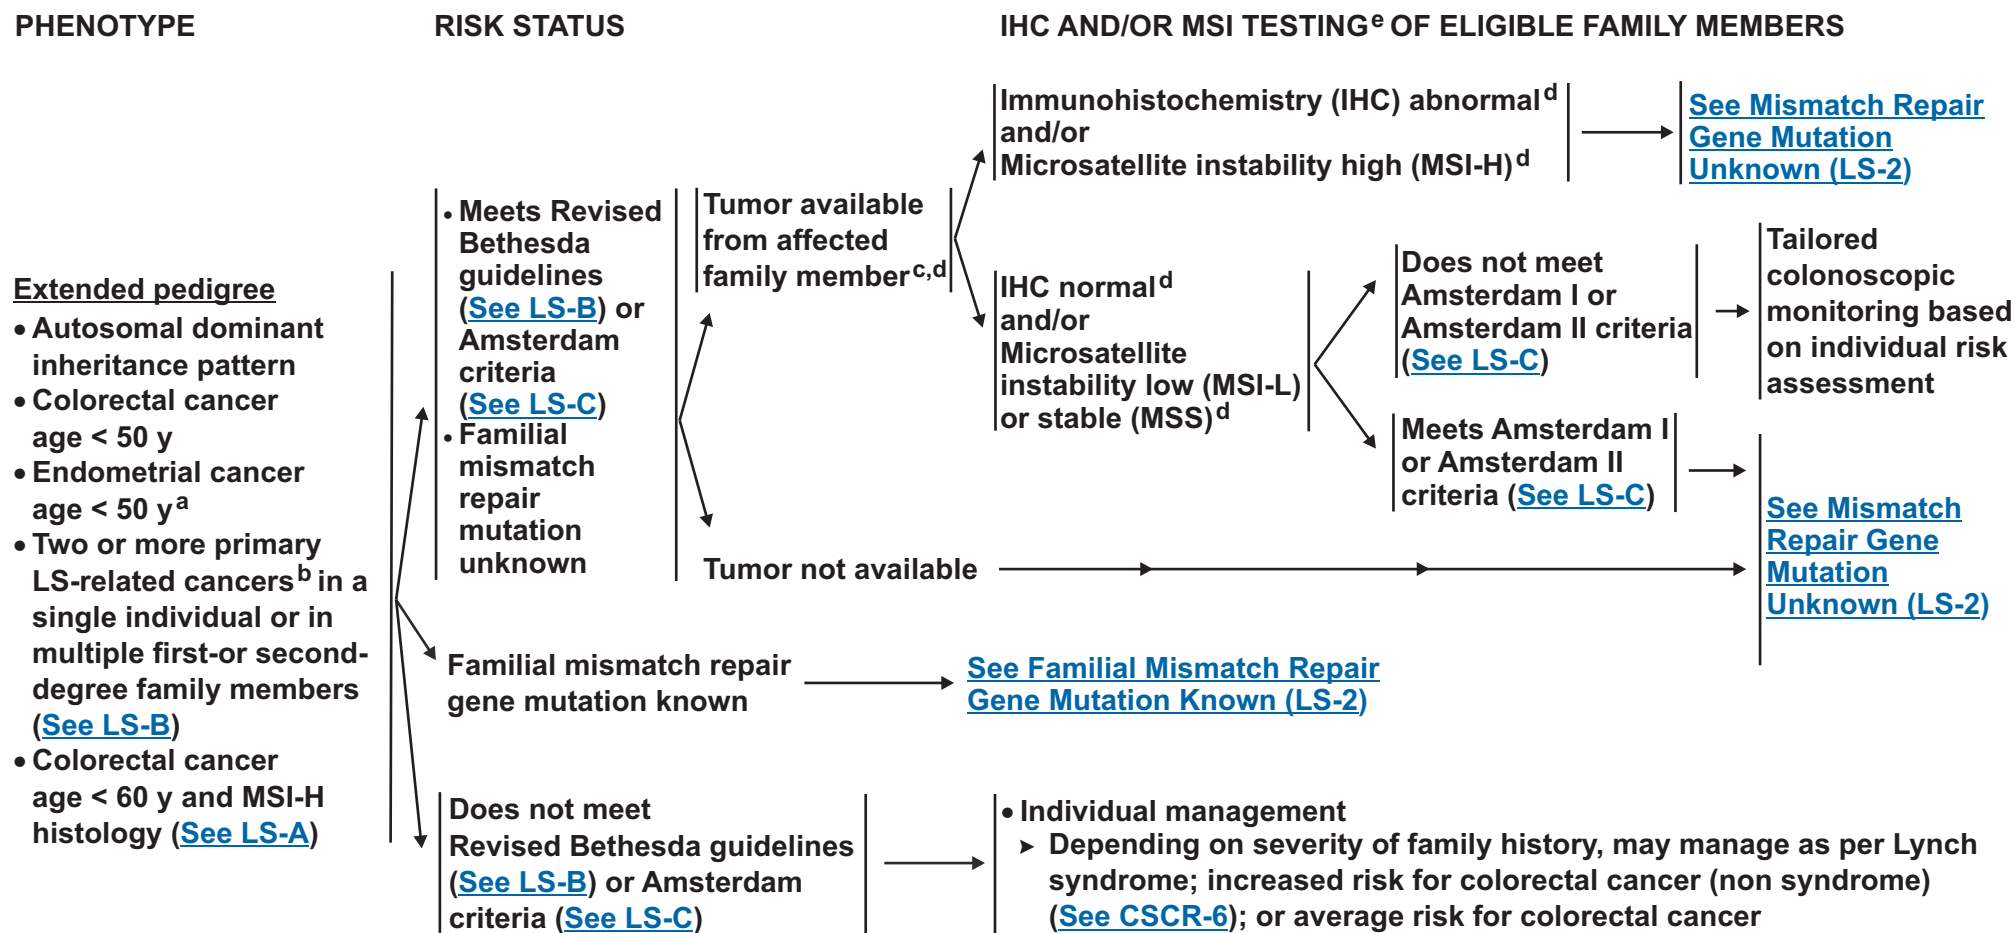 PHENOTYPE
RISK STATUS
IHC AND/OR MSI TESTINGe OF ELIGIBLE FAMILY MEMBERS
Extended pedigree
• Autosomal dominant
inheritance pattern
• Colorectal cancer
age < 50 y
• Endometrial cancer
age < 50 ya
• Two or more primary
LS-related cancersb in a
single individual or in
multiple first-or second-
degree family members
(See LS-B)
• Colorectal cancer
age < 60 y and MSI-H
histology (See LS-A)
• Meets Revised
Bethesda
guidelines
(See LS-B) or
Amsterdam
criteria
(See LS-C)
• Familial
mismatch
repair
mutation
unknown
Tumor available
from affected
family memberc,d
Immunohistochemistry (IHC) abnormald
and/or
Microsatellite instability high (MSI-H)d
See Mismatch Repair
Gene Mutation
Unknown (LS-2)
IHC normald
and/or
Microsatellite
instability low (MSI-L)
or stable (MSS)d
Does not meet
Amsterdam I or
Amsterdam II criteria
(See LS-C)
Tailored
colonoscopic
monitoring based
on individual risk
assessment
Meets Amsterdam I
or Amsterdam II
criteria (See LS-C)
See Mismatch
Repair Gene
Mutation
Unknown (LS-2)
Tumor not available
Familial mismatch repair
gene mutation known
See Familial Mismatch Repair
Gene Mutation Known (LS-2)
Does not meet
Revised Bethesda guidelines
(See LS-B) or Amsterdam
criteria (See LS-C)
• Individual management
➤ Depending on severity of family history, may manage as per Lynch
syndrome; increased risk for colorectal cancer (non syndrome)
(See CSCR-6); or average risk for colorectal cancer